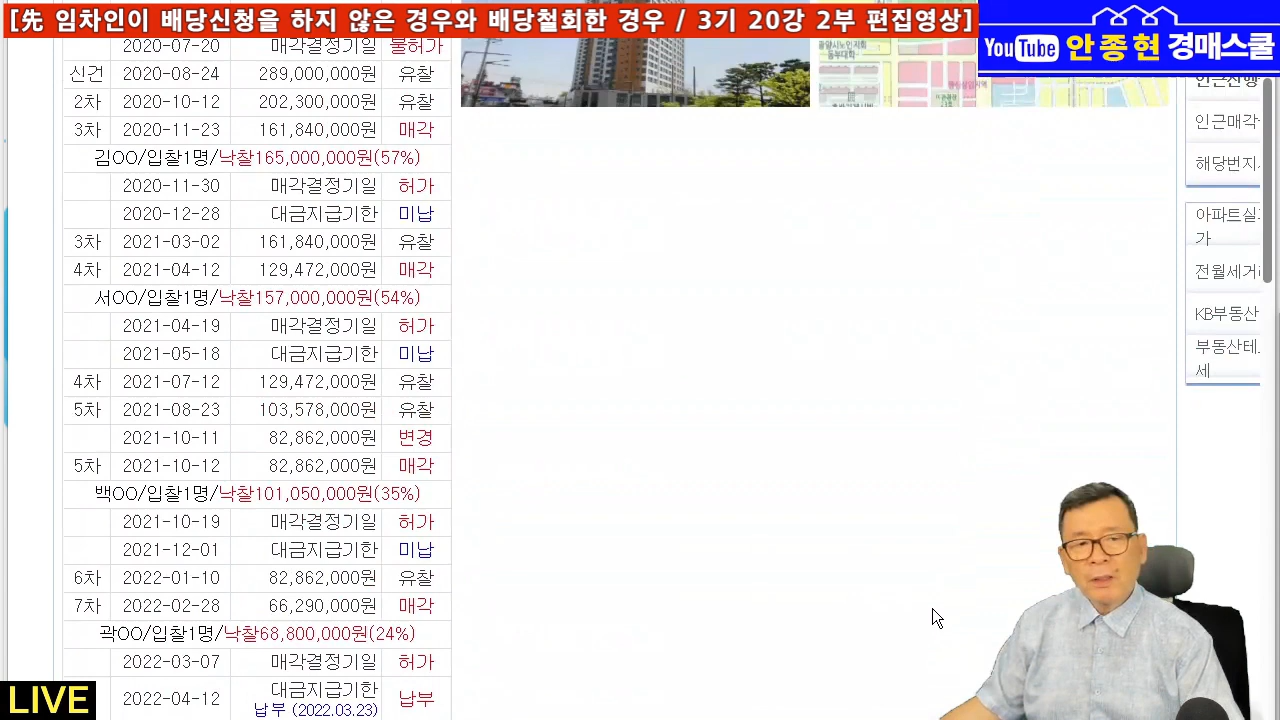 [先 임차인이 배당신청을 하지 않은 경우와 배당철회한 경우 / 3기 20강 2부 편집영상]
YouTube 안종현 경매스쿨
2020-07-20 매각결정기일 불허가
신건 8-24 289,000,000원 유찰
2차 10-12 유찰
3차 2020-11-23 161,840,000원 매각
김OO/입찰1명/낙찰165,000,000원(57%)
2020-11-30 매각결정기일 허가
2020-12-28 대금지급기한 미납
3차 2021-03-02 161,840,000원 유찰
4차 2021-04-12 129,472,000원 매각
서OO/입찰1명/낙찰157,000,000원(54%)
2021-04-19 매각결정기일 허가
2021-05-18 대금지급기한 미납
4차 2021-07-12 129,472,000원 유찰
5차 2021-08-23 103,578,000원 유찰
2021-10-11 82,862,000원 변경
5차 2021-10-12 82,862,000원 매각
백OO/입찰1명/낙찰101,050,000원(35%)
2021-10-19 매각결정기일 허가
2021-12-01 대금지급기한 미납
6차 2022-01-10 82,862,000원 유찰
7차 2022-02-28 66,290,000원 매각
곽OO/입찰1명/낙찰68,800,000원(24%)
2022-03-07 매각결정기일 허가
2022-04-12 대금지급기한
납부 (2022.03.23) 납부
인근진행
인근매각
해당번지
아파트실
가
전월세거
KB부동산
부동산테
세
LIVE